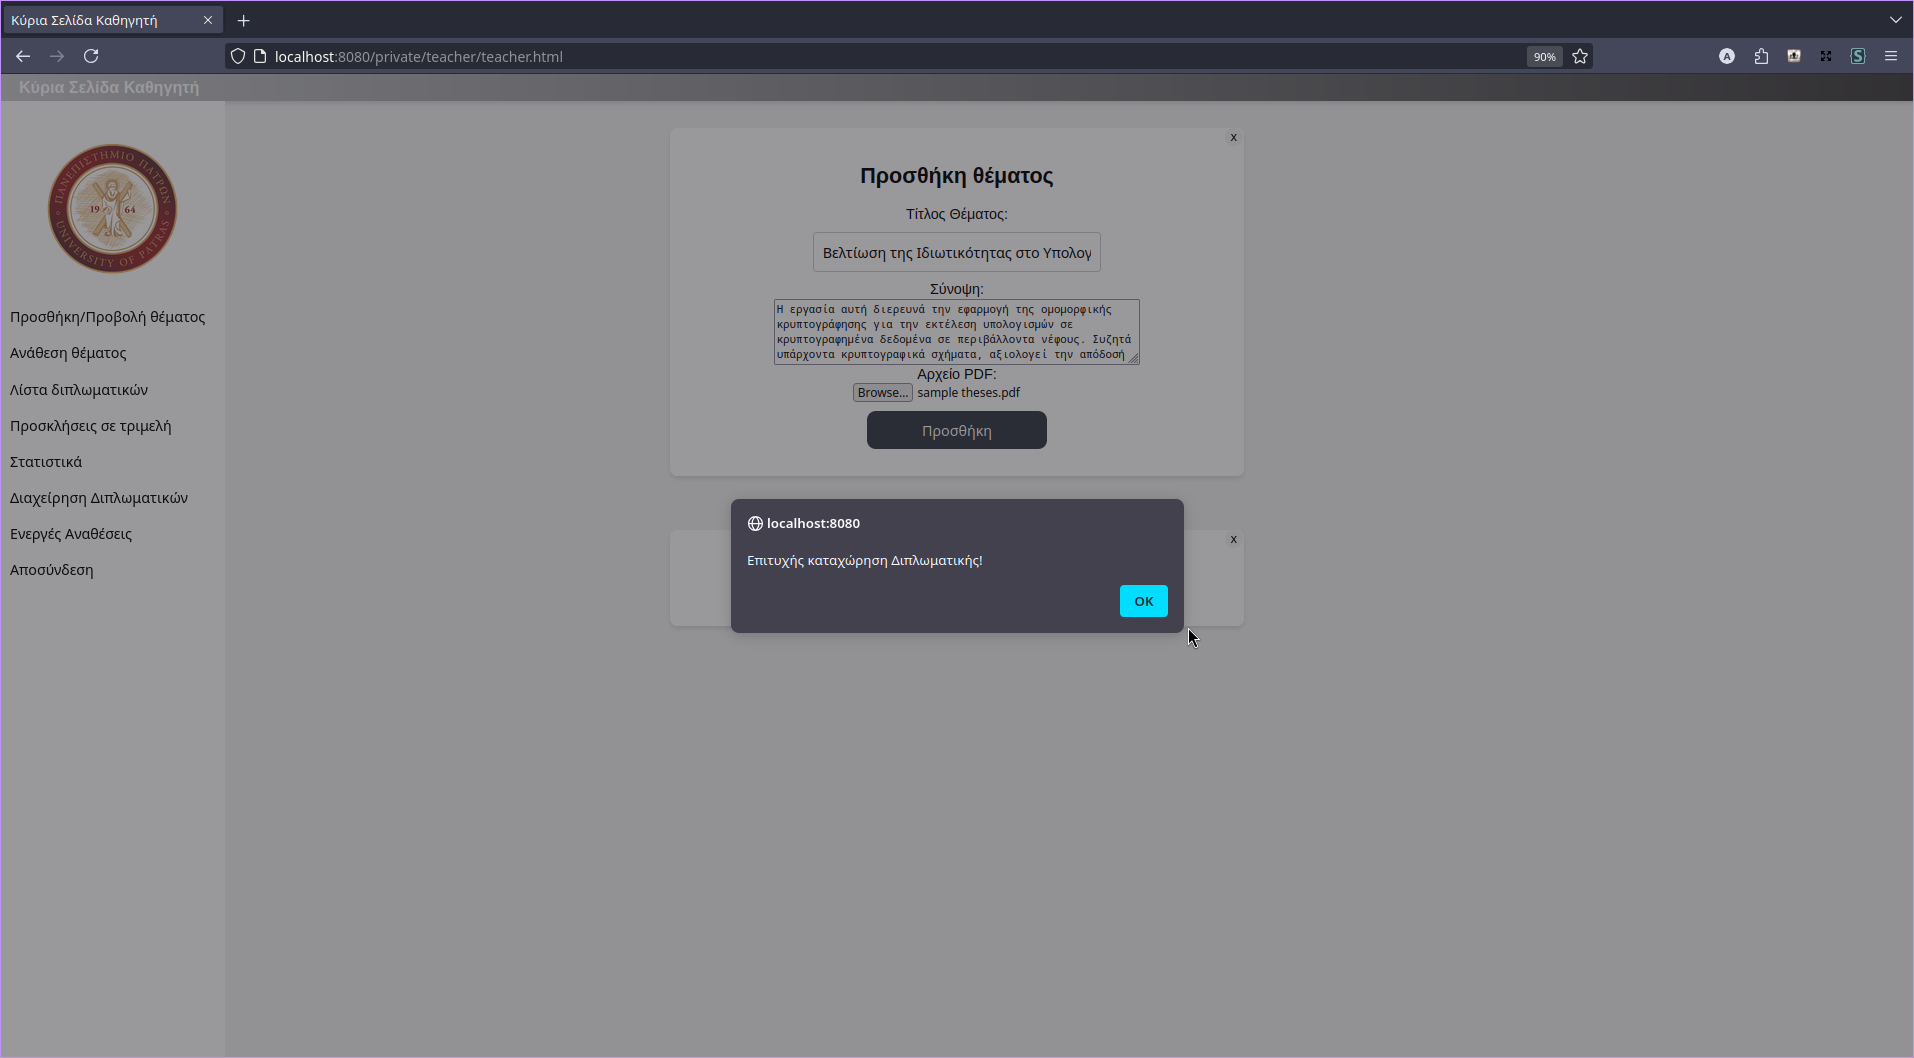 Κύρια Σελίδα Καθηγητή
localhost:8080/private/teacher/teacher.html
90%
A
S
Κύρια Σελίδα Καθηγητή
ΠΑΝΕΠΙΣΤΗΜΙΟ ΠΑΤΡΩΝ
19 64
UNIVERSITY OF PATRAS
Προσθήκη/Προβολή θέματος
Ανάθεση θέματος
Λίστα διπλωματικών
Προσκλήσεις σε τριμελή
Στατιστικά
Διαχείρηση Διπλωματικών
Ενεργές Αναθέσεις
Αποσύνδεση
x
Προσθήκη θέματος
Τίτλος Θέματος:
Βελτίωση της Ιδιωτικότητας στο Υπολογ
Σύνοψη:
Η εργασία αυτή διερευνά την εφαρμογή της ομομορφικής
κρυπτογράφησης για την εκτέλεση υπολογισμών σε
κρυπτογραφημένα δεδομένα σε περιβάλλοντα νέφους. Συζητά
υπάρχοντα κρυπτογραφικά σχήματα, αξιολογεί την απόδοσή
Αρχείο PDF:
Browse... sample theses.pdf
Προσθήκη
x
localhost:8080
Επιτυχής καταχώρηση Διπλωματικής!
OK